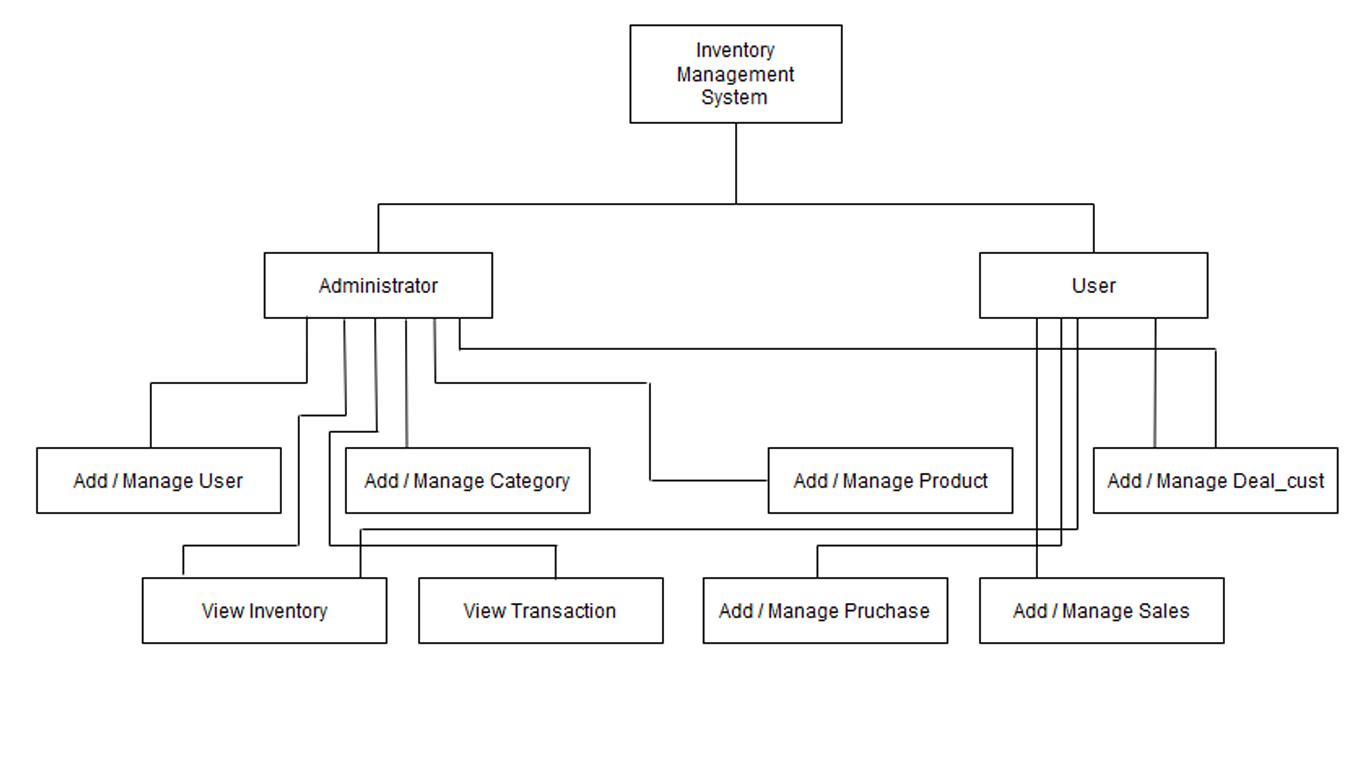 Inventory
Management
System
Administrator
User
Add / Manage User
Add / Manage Category
Add / Manage Product
Add / Manage Deal_cust
View Inventory
View Transaction
Add / Manage Pruchase
Add / Manage Sales